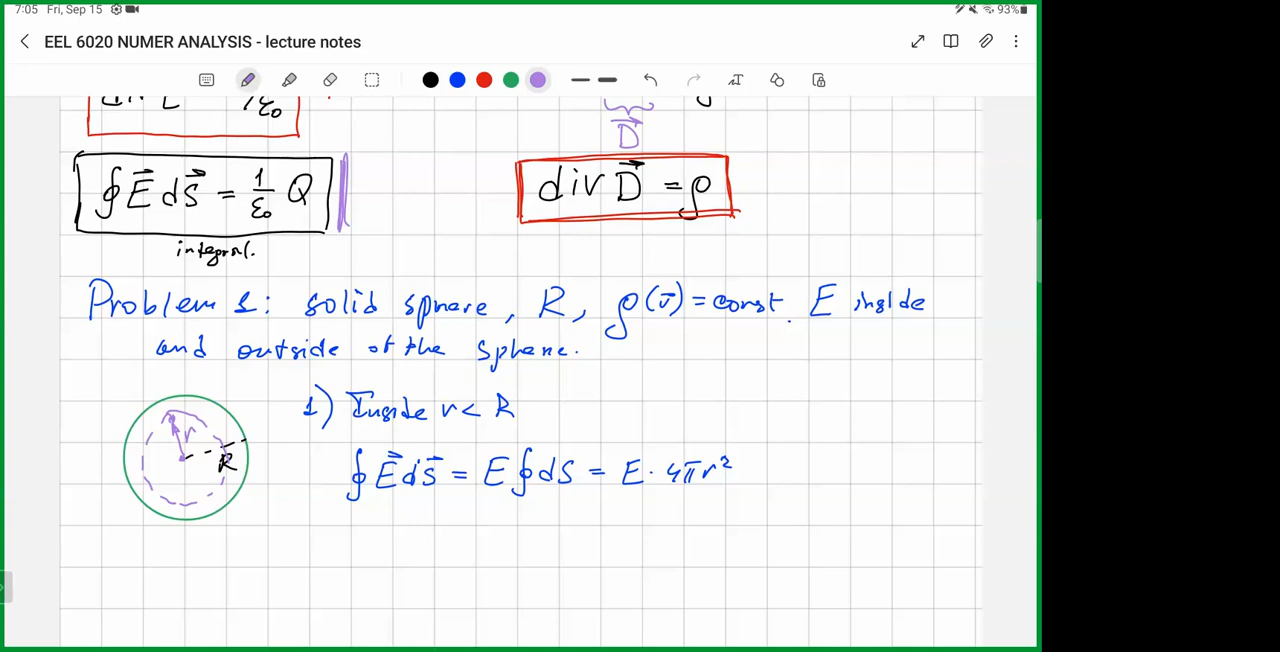 7:05 Fri, Sep 15 93%
EEL 6020 NUMER ANALYSIS - lecture notes
/ε₀
D⃗
∮ E⃗ dS⃗ = 1/ε₀ Q
integral.
div D⃗ = ρ
Problem 1: solid sphere, R, ρ(r̄) = const. E inside
and outside of the sphere.
1) Inside r < R
r
R
∮ E⃗ dS⃗ = E ∮ dS = E · 4πr²